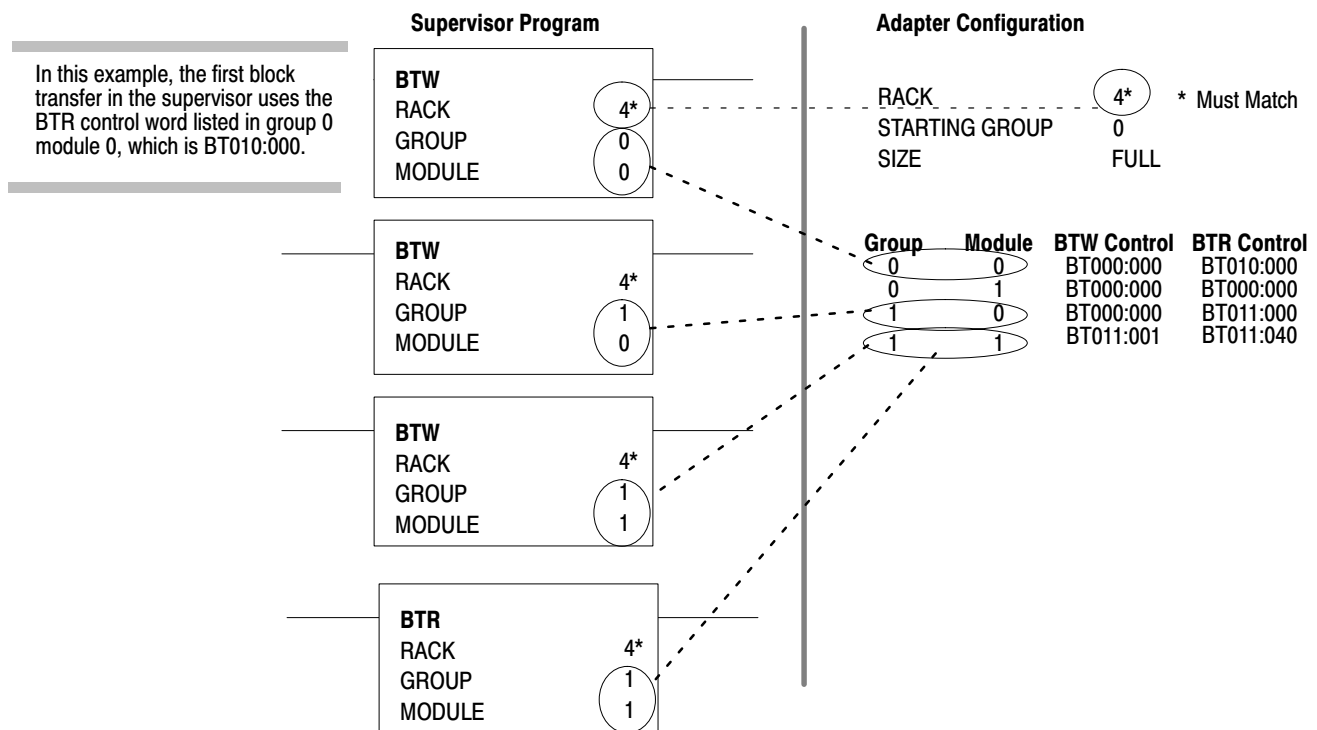 Supervisor Program
Adapter Configuration
In this example, the first block
transfer in the supervisor uses the
BTR control word listed in group 0
module 0, which is BT010:000.
BTW
RACK 4*
GROUP 0
MODULE 0
BTW
RACK 4*
GROUP 1
MODULE 0
BTW
RACK 4*
GROUP 1
MODULE 1
BTR
RACK 4*
GROUP 1
MODULE 1
RACK 4* * Must Match
STARTING GROUP 0
SIZE FULL
Group Module BTW Control BTR Control
0 0 BT000:000 BT010:000
0 1 BT000:000 BT000:000
1 0 BT000:000 BT011:000
1 1 BT011:001 BT011:040